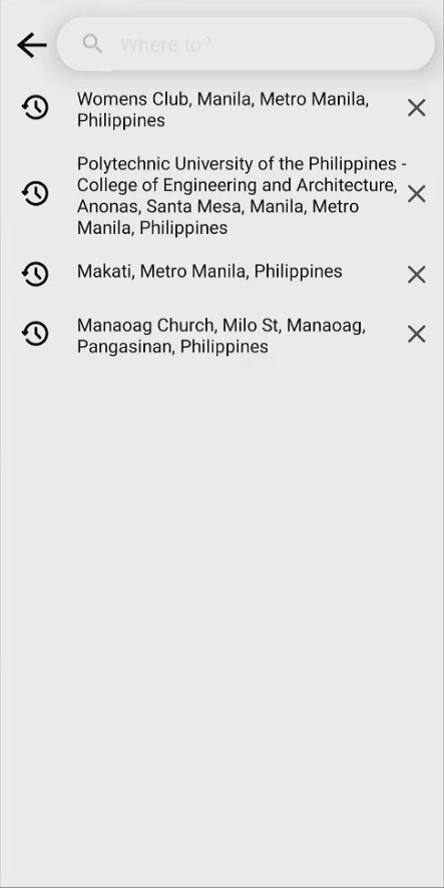 Where to?
Womens Club, Manila, Metro Manila,
Philippines
Polytechnic University of the Philippines -
College of Engineering and Architecture,
Anonas, Santa Mesa, Manila, Metro
Manila, Philippines
Makati, Metro Manila, Philippines
Manaoag Church, Milo St, Manaoag,
Pangasinan, Philippines